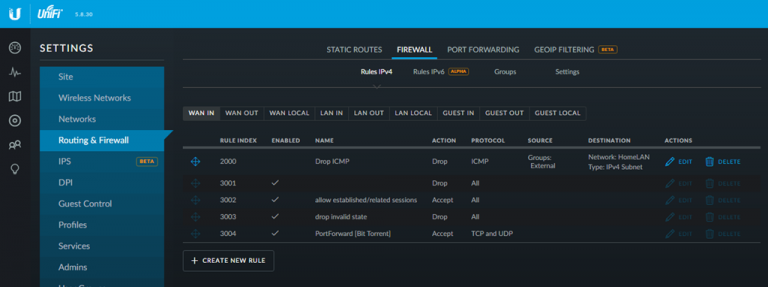 U UniFi 5.8.30
SETTINGS
Site
Wireless Networks
Networks
Routing & Firewall
IPS BETA
DPI
Guest Control
Profiles
Services
Admins
STATIC ROUTES FIREWALL PORT FORWARDING GEOIP FILTERING BETA
Rules IPv4 Rules IPv6 ALPHA Groups Settings
WAN IN WAN OUT WAN LOCAL LAN IN LAN OUT LAN LOCAL GUEST IN GUEST OUT GUEST LOCAL
RULE INDEX ENABLED NAME ACTION PROTOCOL SOURCE DESTINATION ACTIONS
2000 Drop ICMP Drop ICMP Groups: External Network: HomeLAN Type: IPv4 Subnet EDIT DELETE
3001 Drop All EDIT DELETE
3002 allow established/related sessions Accept All EDIT DELETE
3003 drop invalid state Drop All EDIT DELETE
3004 PortForward [Bit Torrent] Accept TCP and UDP EDIT DELETE
+ CREATE NEW RULE